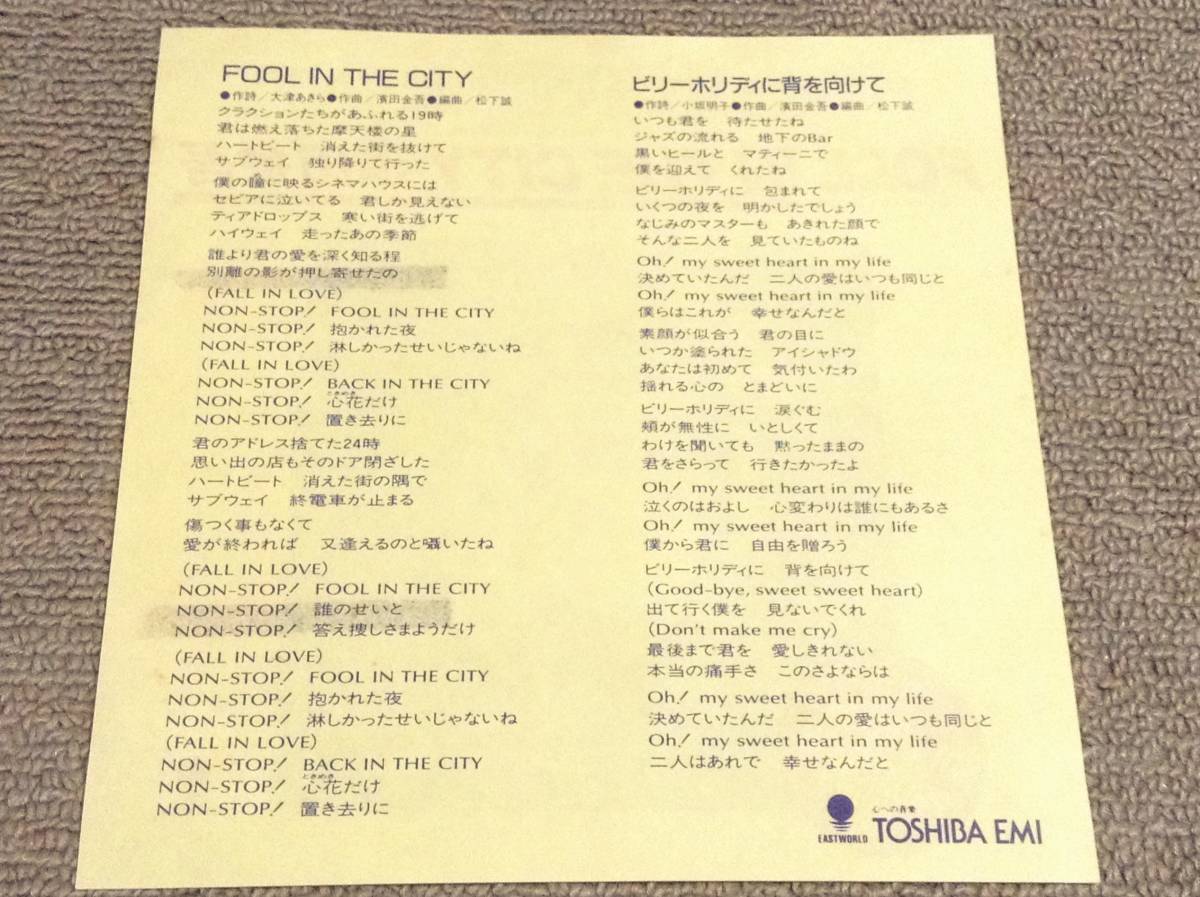 FOOL IN THE CITY
●作詩/大津あきら●作曲/濱田金吾●編曲/松下誠
クラクションたちがあふれる19時
君は燃え落ちた摩天楼の星
ハートビート 消えた街を抜けて
サブウェイ 独り降りて行った
僕の瞳に映るシネマハウスには
セピアに泣いてる 君しか見えない
ティアドロップス 寒い街を逃げて
ハイウェイ 走ったあの季節
誰より君の愛を深く知る程
別離の影が押し寄せたの
(FALL IN LOVE)
NON-STOP! FOOL IN THE CITY
NON-STOP! 抱かれた夜
NON-STOP! 淋しかったせいじゃないね
(FALL IN LOVE)
NON-STOP! BACK IN THE CITY
ときめき
NON-STOP! 心花だけ
NON-STOP! 置き去りに
君のアドレス捨てた24時
思い出の店もそのドア閉ざした
ハートビート 消えた街の隅で
サブウェイ 終電車が止まる
傷つく事もなくて
愛が終われば 又逢えるのと囁いたね
(FALL IN LOVE)
NON-STOP! FOOL IN THE CITY
NON-STOP! 誰のせいと
NON-STOP! 答え捜しさまようだけ
(FALL IN LOVE)
NON-STOP! FOOL IN THE CITY
NON-STOP! 抱かれた夜
NON-STOP! 淋しかったせいじゃないね
(FALL IN LOVE)
NON-STOP! BACK IN THE CITY
ときめき
NON-STOP! 心花だけ
NON-STOP! 置き去りに
ビリーホリディに背を向けて
●作詩/小坂明子●作曲/濱田金吾●編曲/松下誠
いつも君を 待たせたね
ジャズの流れる 地下のBar
黒いヒールと マティーニで
僕を迎えて くれたね
ビリーホリディに 包まれて
いくつの夜を 明かしたでしょう
なじみのマスターも あきれた顔で
そんな二人を 見ていたものね
Oh! my sweet heart in my life
決めていたんだ 二人の愛はいつも同じと
Oh! my sweet heart in my life
僕らはこれが 幸せなんだと
素顔が似合う 君の目に
いつか塗られた アイシャドウ
あなたは初めて 気付いたわ
揺れる心の とまどいに
ビリーホリディに 涙ぐむ
頬が無性に いとしくて
わけを聞いても 黙ったままの
君をさらって 行きたかったよ
Oh! my sweet heart in my life
泣くのはおよし 心変わりは誰にもあるさ
Oh! my sweet heart in my life
僕から君に 自由を贈ろう
ビリーホリディに 背を向けて
(Good-bye, sweet sweet heart)
出て行く僕を 見ないでくれ
(Don't make me cry)
最後まで君を 愛しきれない
本当の痛手さ このさよならは
Oh! my sweet heart in my life
決めていたんだ 二人の愛はいつも同じと
Oh! my sweet heart in my life
二人はあれで 幸せなんだと
心への音楽
EASTWORLD TOSHIBA EMI